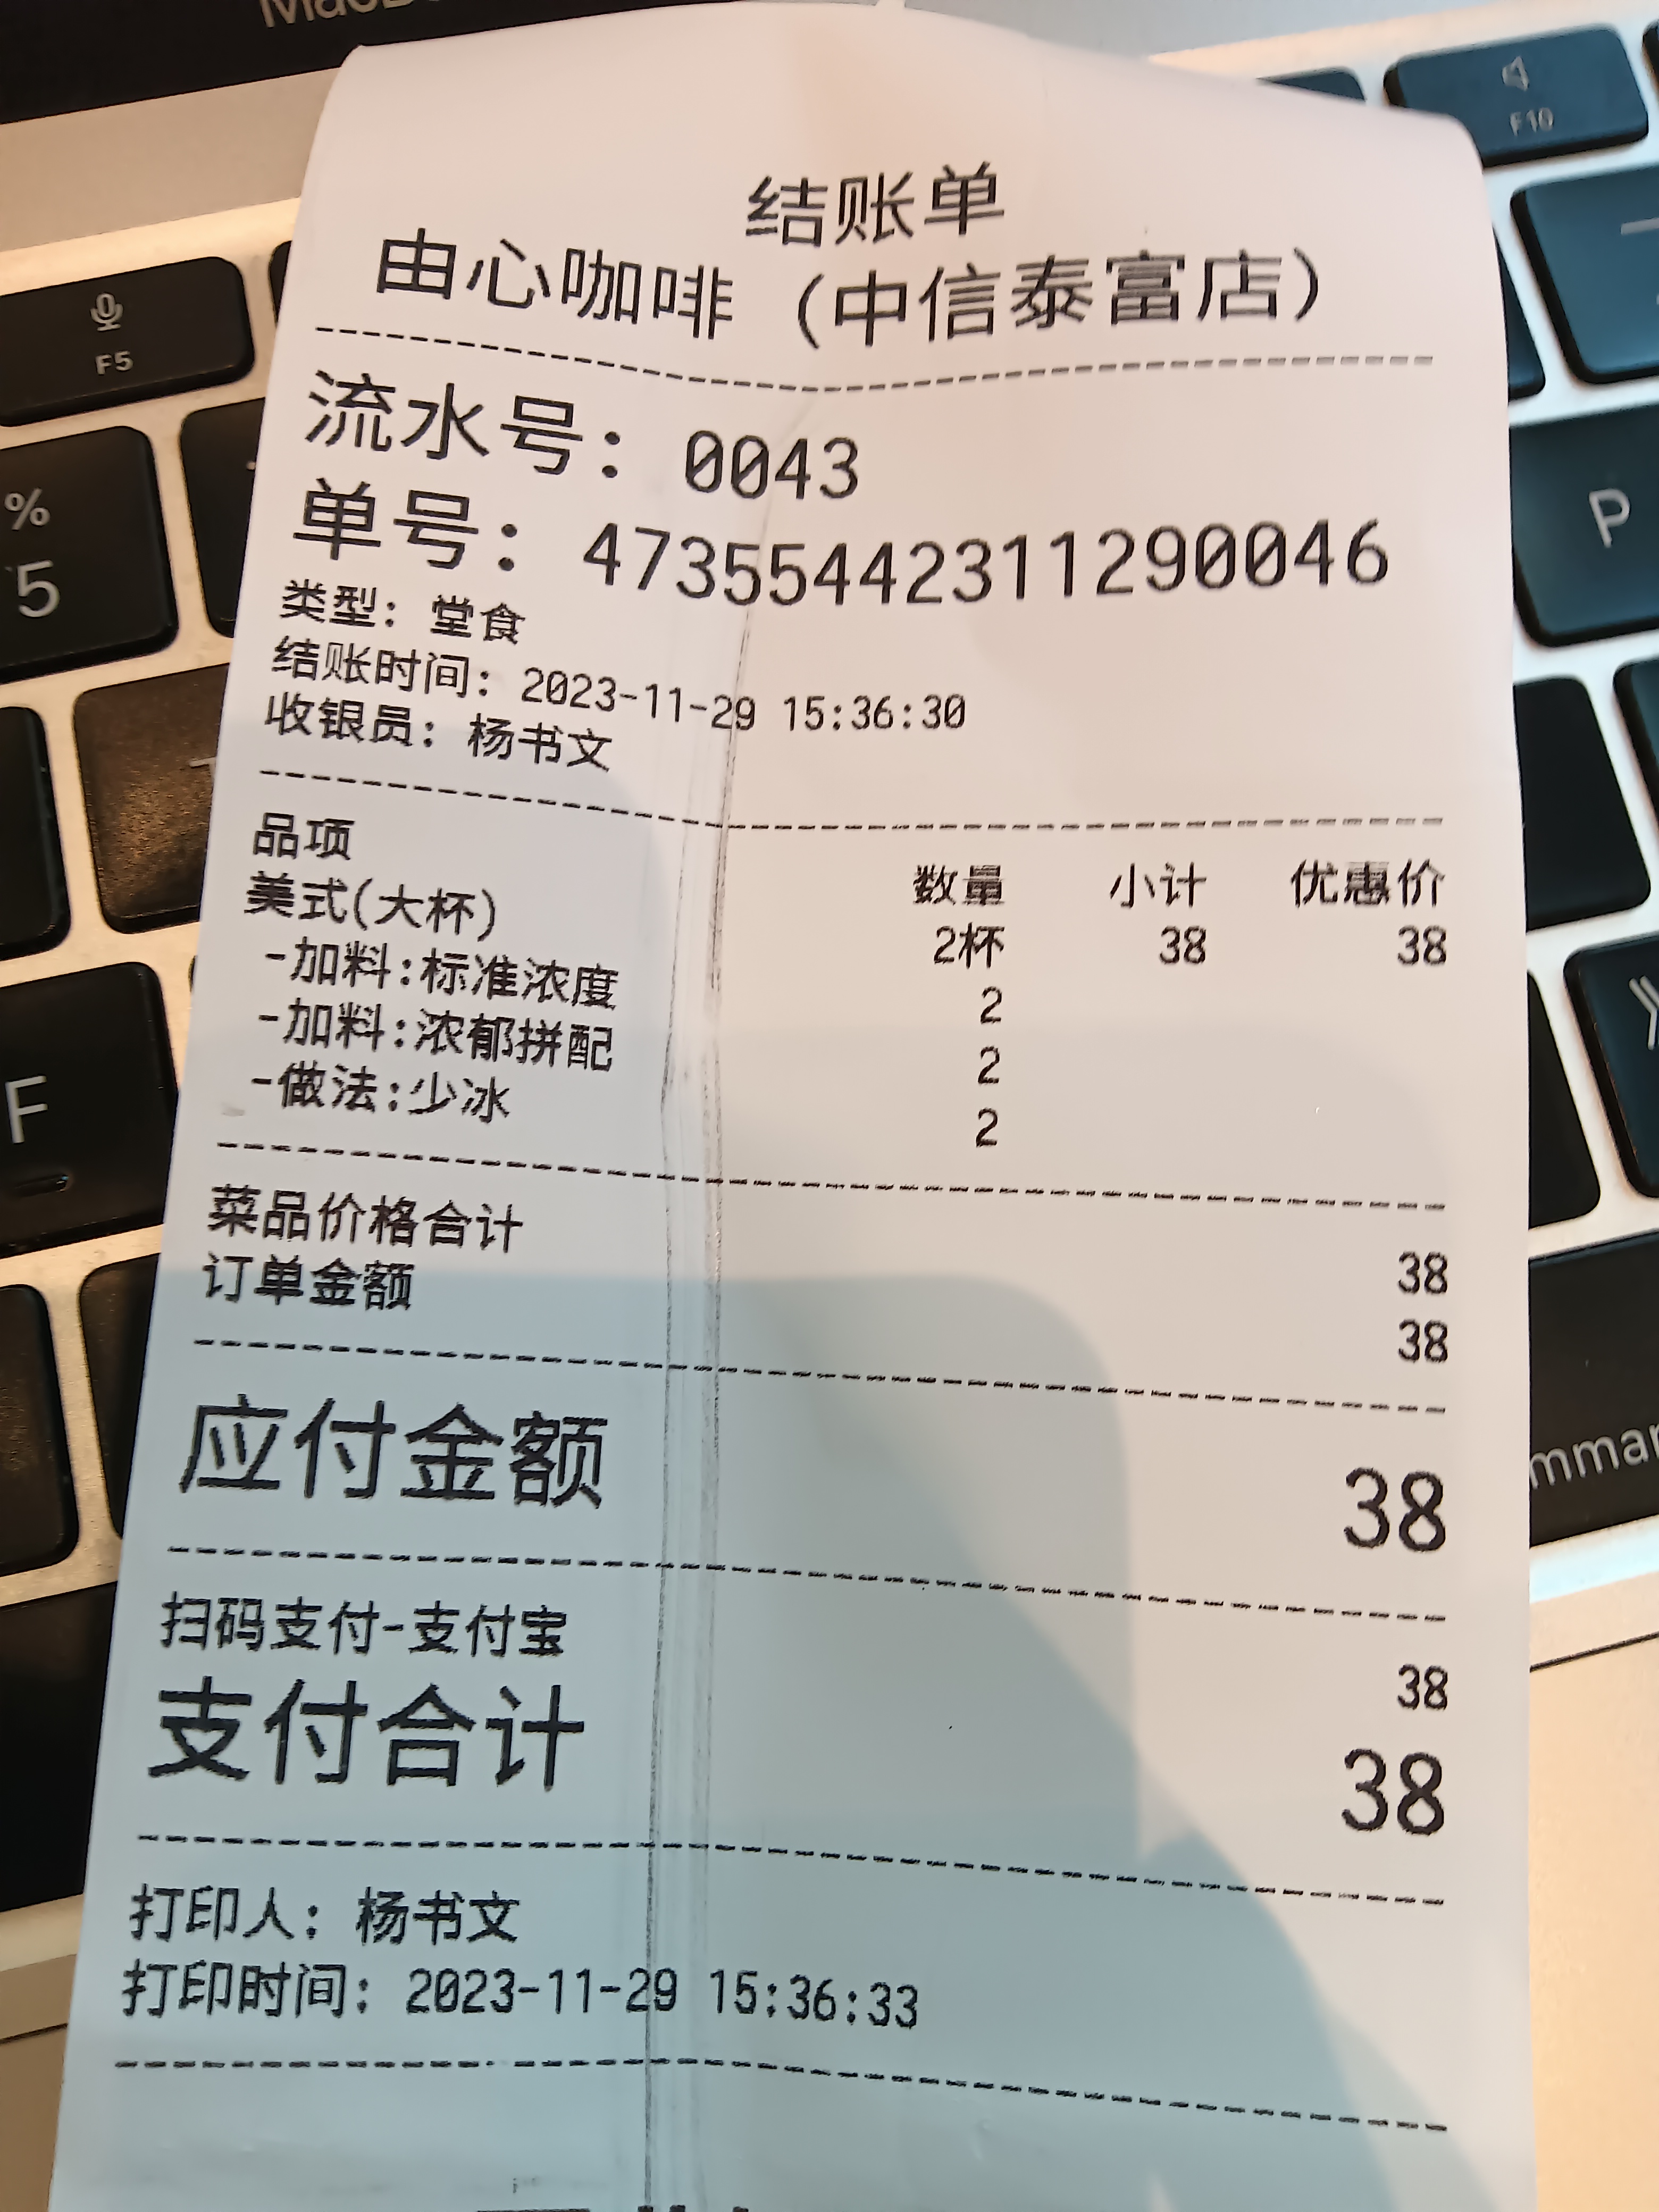 F10
F5
%
5
P
F
结账单
由心咖啡（中信泰富店）
流水号：0043
单号：47355442311290046
类型：堂食
结账时间：2023-11-29 15:36:30
收银员：杨书文
品项 数量 小计 优惠价
美式(大杯) 2杯 38 38
-加料:标准浓度 2
-加料:浓郁拼配 2
-做法:少冰 2
菜品价格合计 38
订单金额 38
应付金额 38
扫码支付-支付宝 38
支付合计 38
打印人：杨书文
打印时间：2023-11-29 15:36:33